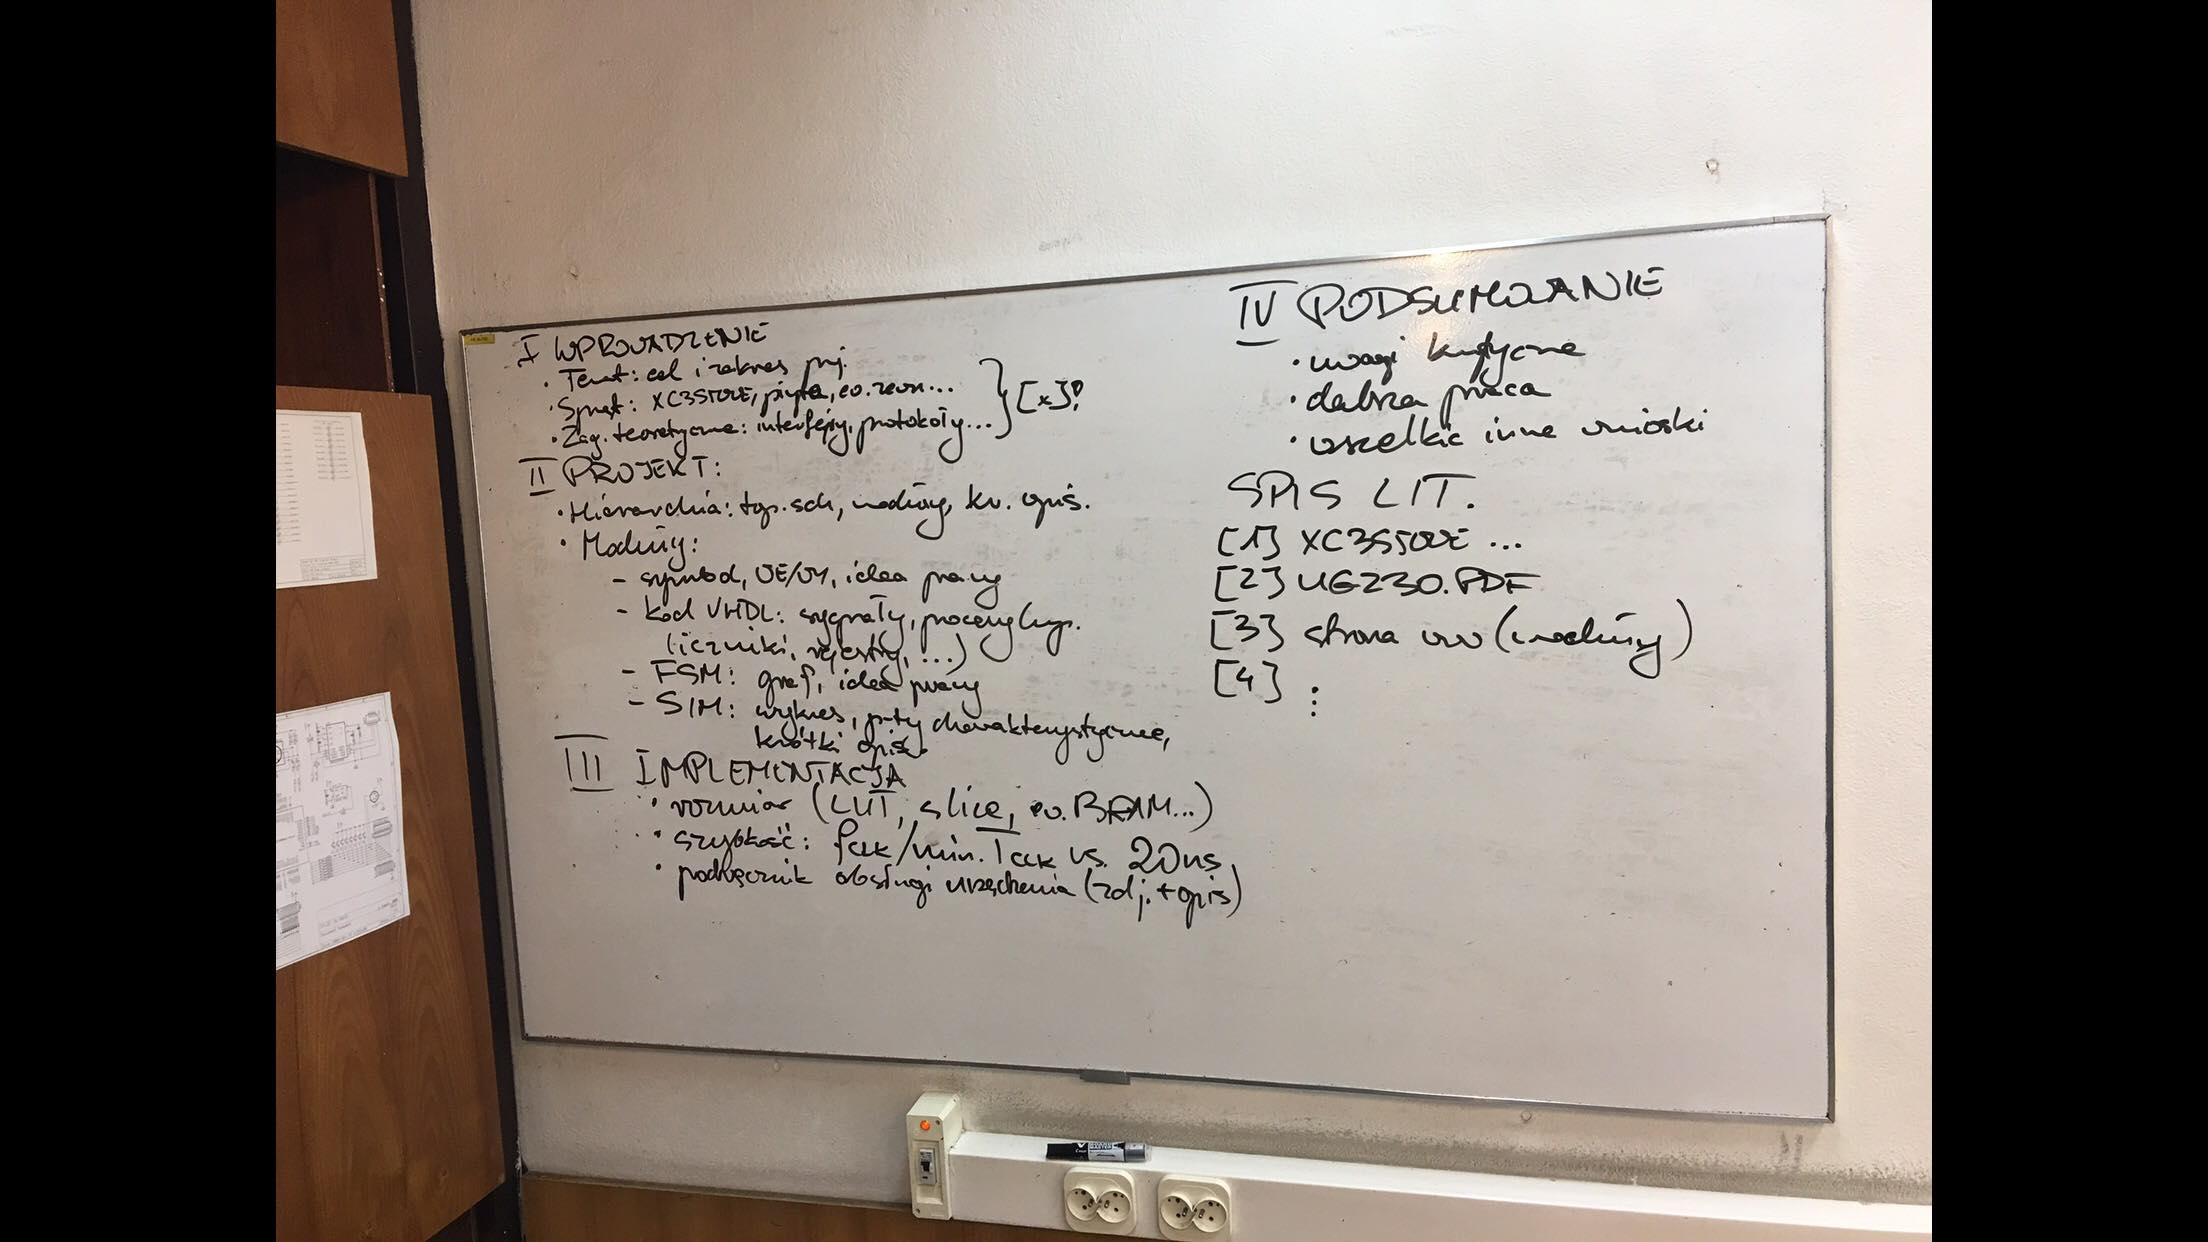 I WPROWADZENIE
• Temat: cel i zakres proj.
• Sprzęt: XC3S500E, płyta, ew. zewn... } [x]!
• Zag. teoretyczne: interfejsy, protokoły...
II PROJEKT:
• Hierarchia: top.sch, moduły, kr. opis.
• Moduły:
- symbol, WE/WY, idea pracy
- kod VHDL: sygnały, procesy (np.
liczniki, rejestry, ...)
- FSM: graf, idea pracy
- SIM: wykres, pkty charakterystyczne,
krótki opis.
III IMPLEMENTACJA
• rozmiar (LUT, slice, ew. BRAM...)
• szybkość: fclk/min. Tclk vs. 20ns
• podręcznik obsługi urządzenia (zdj. + opis)
IV PODSUMOWANIE
• uwagi krytyczne
• dalsza praca
• wszelkie inne wnioski
SPIS LIT.
[1] XC3S500E ...
[2] UG230.PDF
[3] strona www (moduły)
[4] ⋮